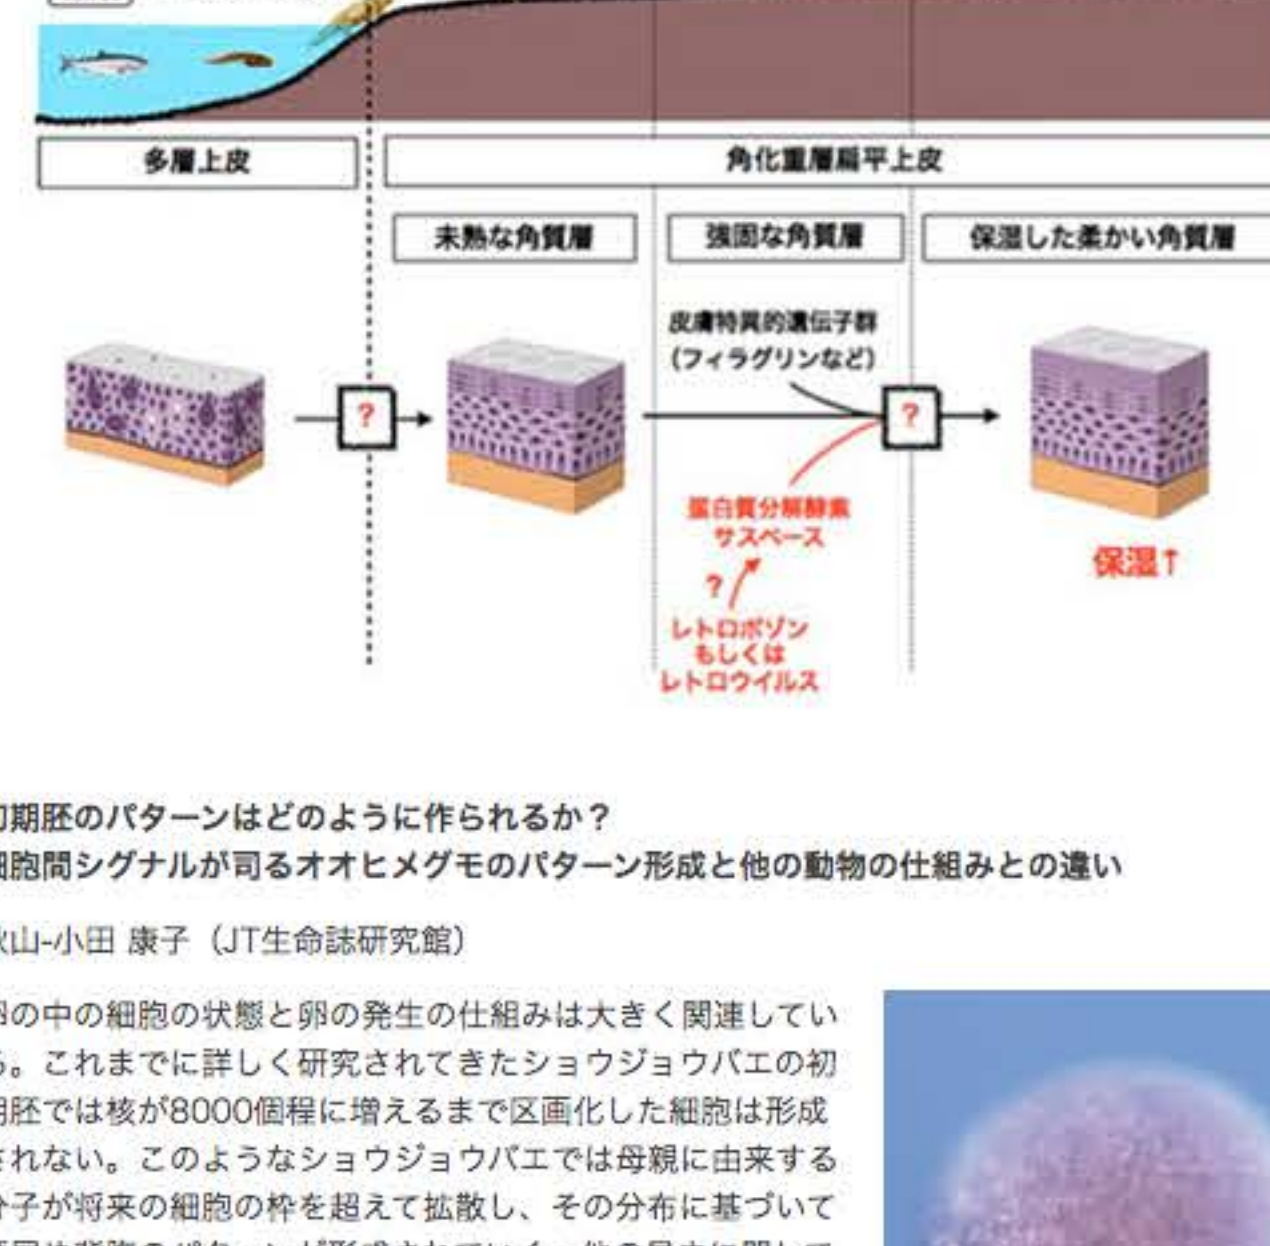 多層上皮
角化重層扁平上皮
未熟な角質層
強固な角質層
保湿した柔かい角質層
皮膚特異的遺伝子群
（フィラグリンなど）
?
?
蛋白質分解酵素
サスペース
?
レトロポゾン
もしくは
レトロウイルス
保湿↑
期胚のパターンはどのように作られるか？
胞間シグナルが司るオオヒメグモのパターン形成と他の動物の仕組みとの違い
山-小田 康子（JT生命誌研究館）
の中の細胞の状態と卵の発生の仕組みは大きく関連してい
。これまでに詳しく研究されてきたショウジョウバエの初
期胚では核が8000個程に増えるまで区画化した細胞は形成
されない。このようなショウジョウバエでは母親に由来する
分子が将来の細胞の枠を超えて拡散し、その分布に基づいて